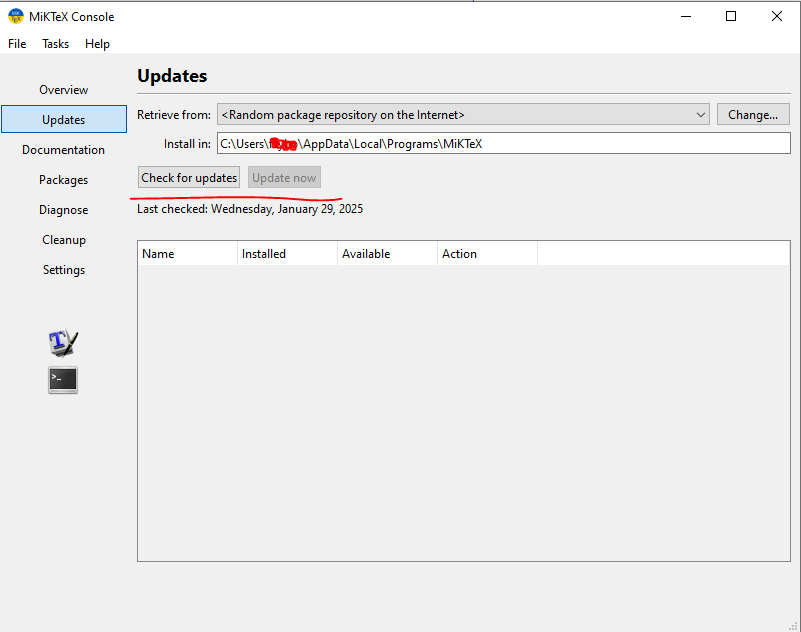 MiKTeX Console
File Tasks Help
Updates
Overview
Updates
Documentation
Packages
Diagnose
Cleanup
Settings
Retrieve from: <Random package repository on the Internet> Change...
Install in: C:\Users\ \AppData\Local\Programs\MiKTeX
Check for updates Update now
Last checked: Wednesday, January 29, 2025
Name Installed Available Action